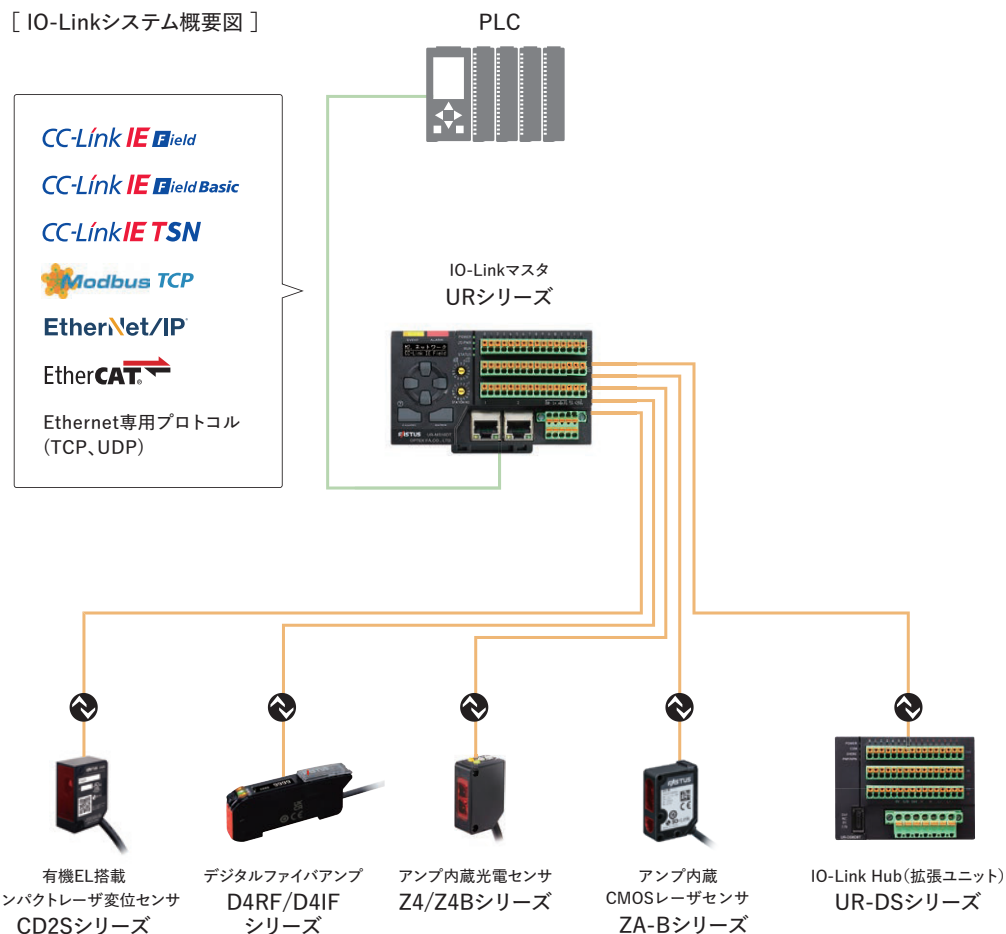 [ IO-Linkシステム概要図 ]
PLC
CC-Link IE Field
CC-Link IE Field Basic
CC-Link IE TSN
Modbus TCP
EtherNet/IP
EtherCAT®
Ethernet専用プロトコル
(TCP、UDP)
IO-Linkマスタ
URシリーズ
有機EL搭載
ンパクトレーザ変位センサ
CD2Sシリーズ
デジタルファイバアンプ
D4RF/D4IF
シリーズ
アンプ内蔵光電センサ
Z4/Z4Bシリーズ
アンプ内蔵
CMOSレーザセンサ
ZA-Bシリーズ
IO-Link Hub(拡張ユニット)
UR-DSシリーズ